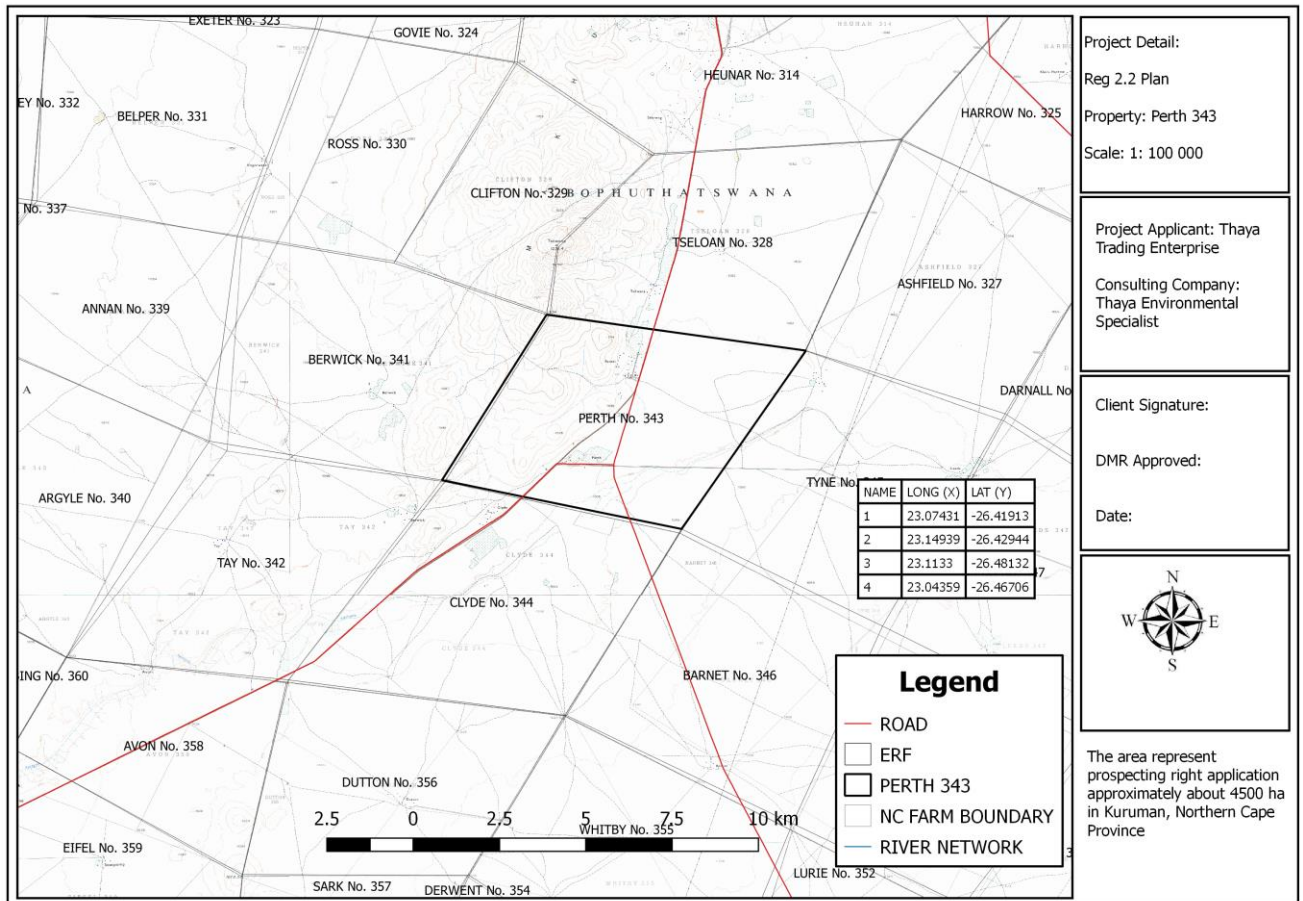 EXETER No. 323
GOVIE No. 324
HEUNAR No. 314
HARROW No. 325
EY No. 332
BELPER No. 331
ROSS No. 330
CLIFTON No. 329
BOPHUTHATSWANA
No. 337
TSELOAN No. 328
ASHFIELD 327
ASHFIELD No. 327
ANNAN No. 339
BERWICK No. 341
DARNALL No
PERTH No. 343
ARGYLE No. 340
TYNE No.
TAY No. 342
CLYDE 344
CLYDE No. 344
ING No. 360
BARNET No. 346
AVON No. 358
DUTTON No. 356
WHITBY No. 355
EIFEL No. 359
SARK No. 357
DERWENT No. 354
LURIE No. 352
NAME LONG (X) LAT (Y)
1 23.07431 -26.41913
2 23.14939 -26.42944
3 23.1133 -26.48132
4 23.04359 -26.46706
47
2.5 0 2.5 5 7.5 10 km
Legend
ROAD
ERF
PERTH 343
NC FARM BOUNDARY
RIVER NETWORK
Project Detail:
Reg 2.2 Plan
Property: Perth 343
Scale: 1: 100 000
Project Applicant: Thaya
Trading Enterprise
Consulting Company:
Thaya Environmental
Specialist
Client Signature:
DMR Approved:
Date:
N
W E
S
The area represent
prospecting right application
approximately about 4500 ha
in Kuruman, Northern Cape
Province